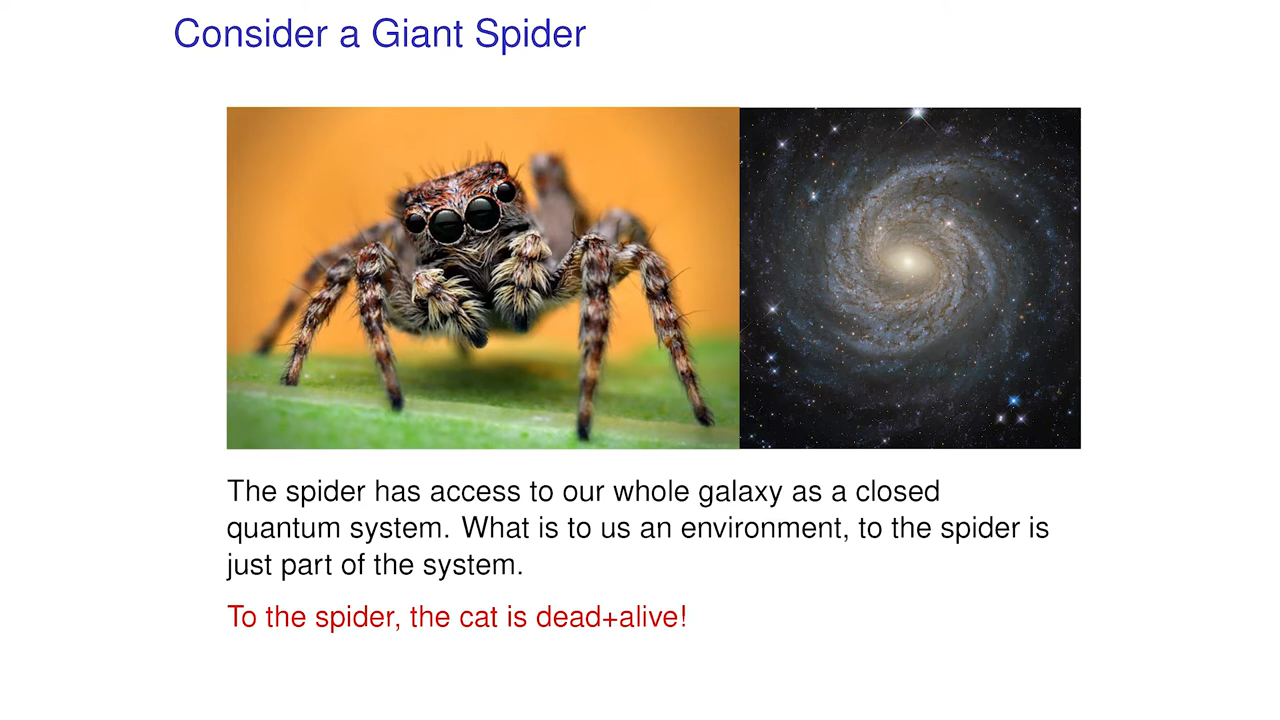 Consider a Giant Spider
The spider has access to our whole galaxy as a closed
quantum system. What is to us an environment, to the spider is
just part of the system.
To the spider, the cat is dead+alive!